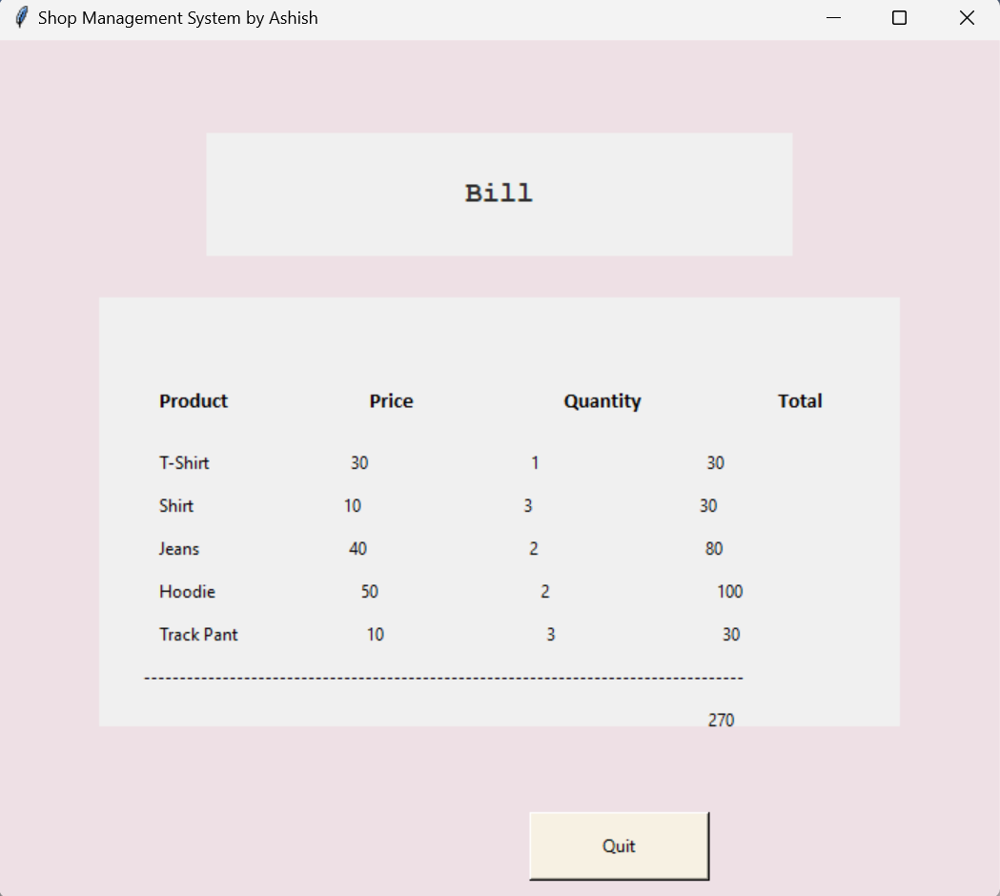 Shop Management System by Ashish
Bill
Product Price Quantity Total
T-Shirt 30 1 30
Shirt 10 3 30
Jeans 40 2 80
Hoodie 50 2 100
Track Pant 10 3 30
------------------------------------------------------------------------------------
270
Quit